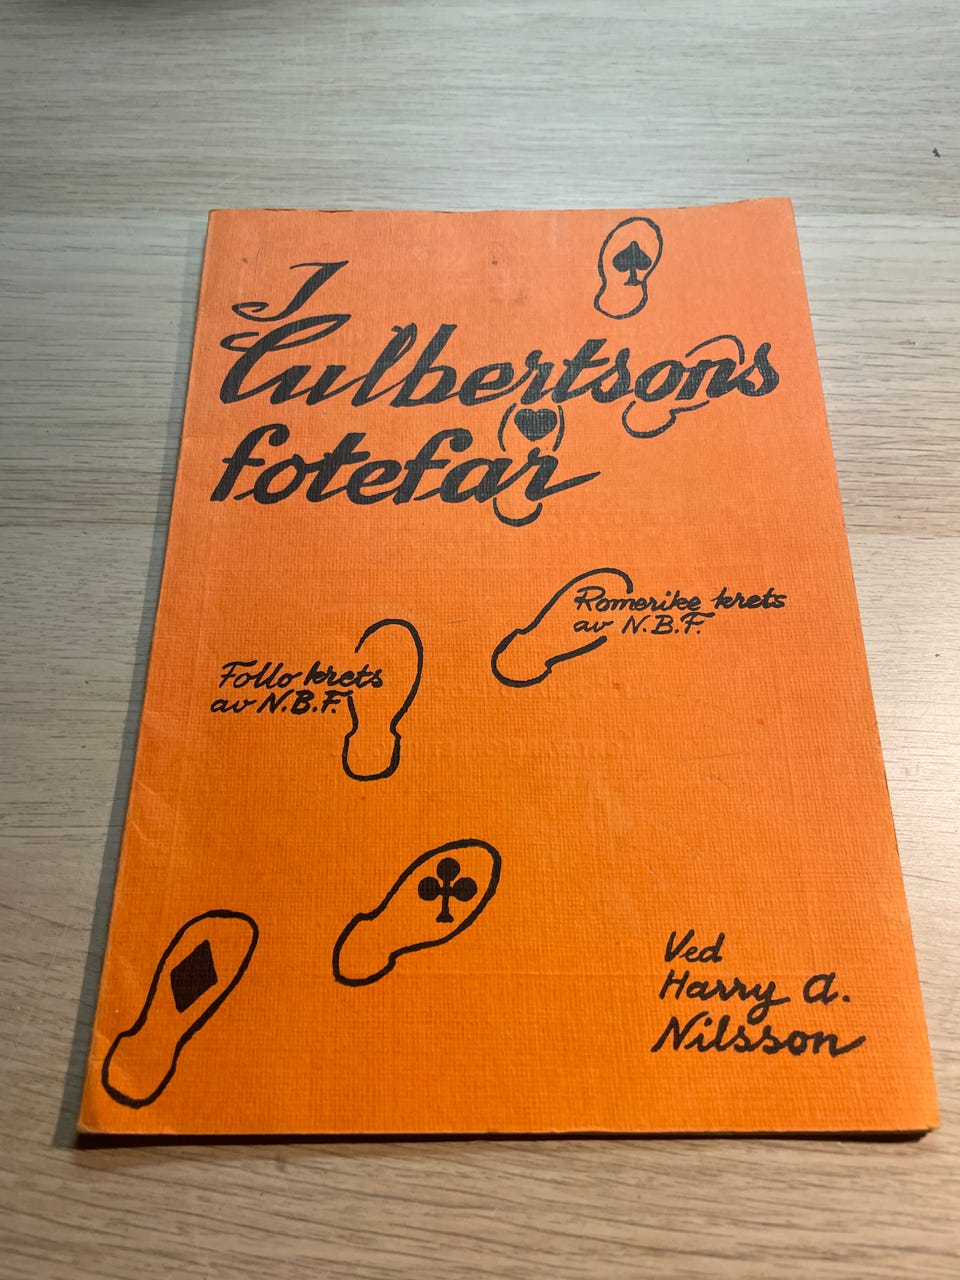 I
Culbertsons
fotefar
Romerike krets
av N.B.F.
Follo krets
av N.B.F.
Ved
Harry A.
Nilsson